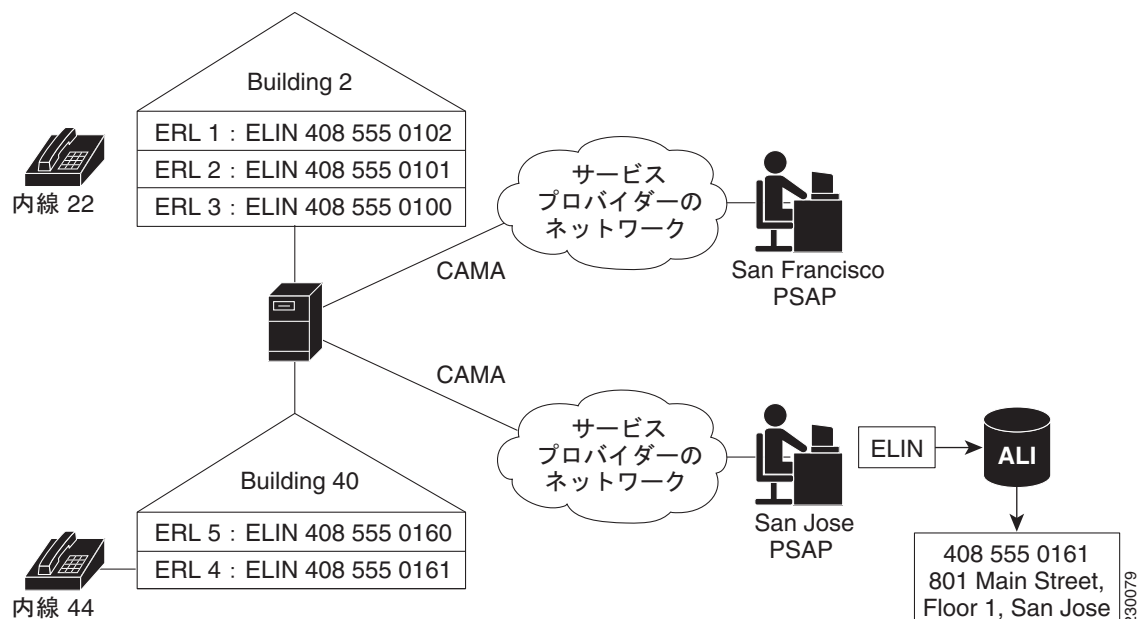 Building 2
ERL 1：ELIN 408 555 0102
ERL 2：ELIN 408 555 0101
ERL 3：ELIN 408 555 0100
内線 22
サービス
プロバイダーの
ネットワーク
CAMA
San Francisco
PSAP
CAMA
サービス
プロバイダーの
ネットワーク
San Jose
PSAP
ELIN
ALI
408 555 0161
801 Main Street,
Floor 1, San Jose
Building 40
ERL 5：ELIN 408 555 0160
ERL 4：ELIN 408 555 0161
内線 44
230079